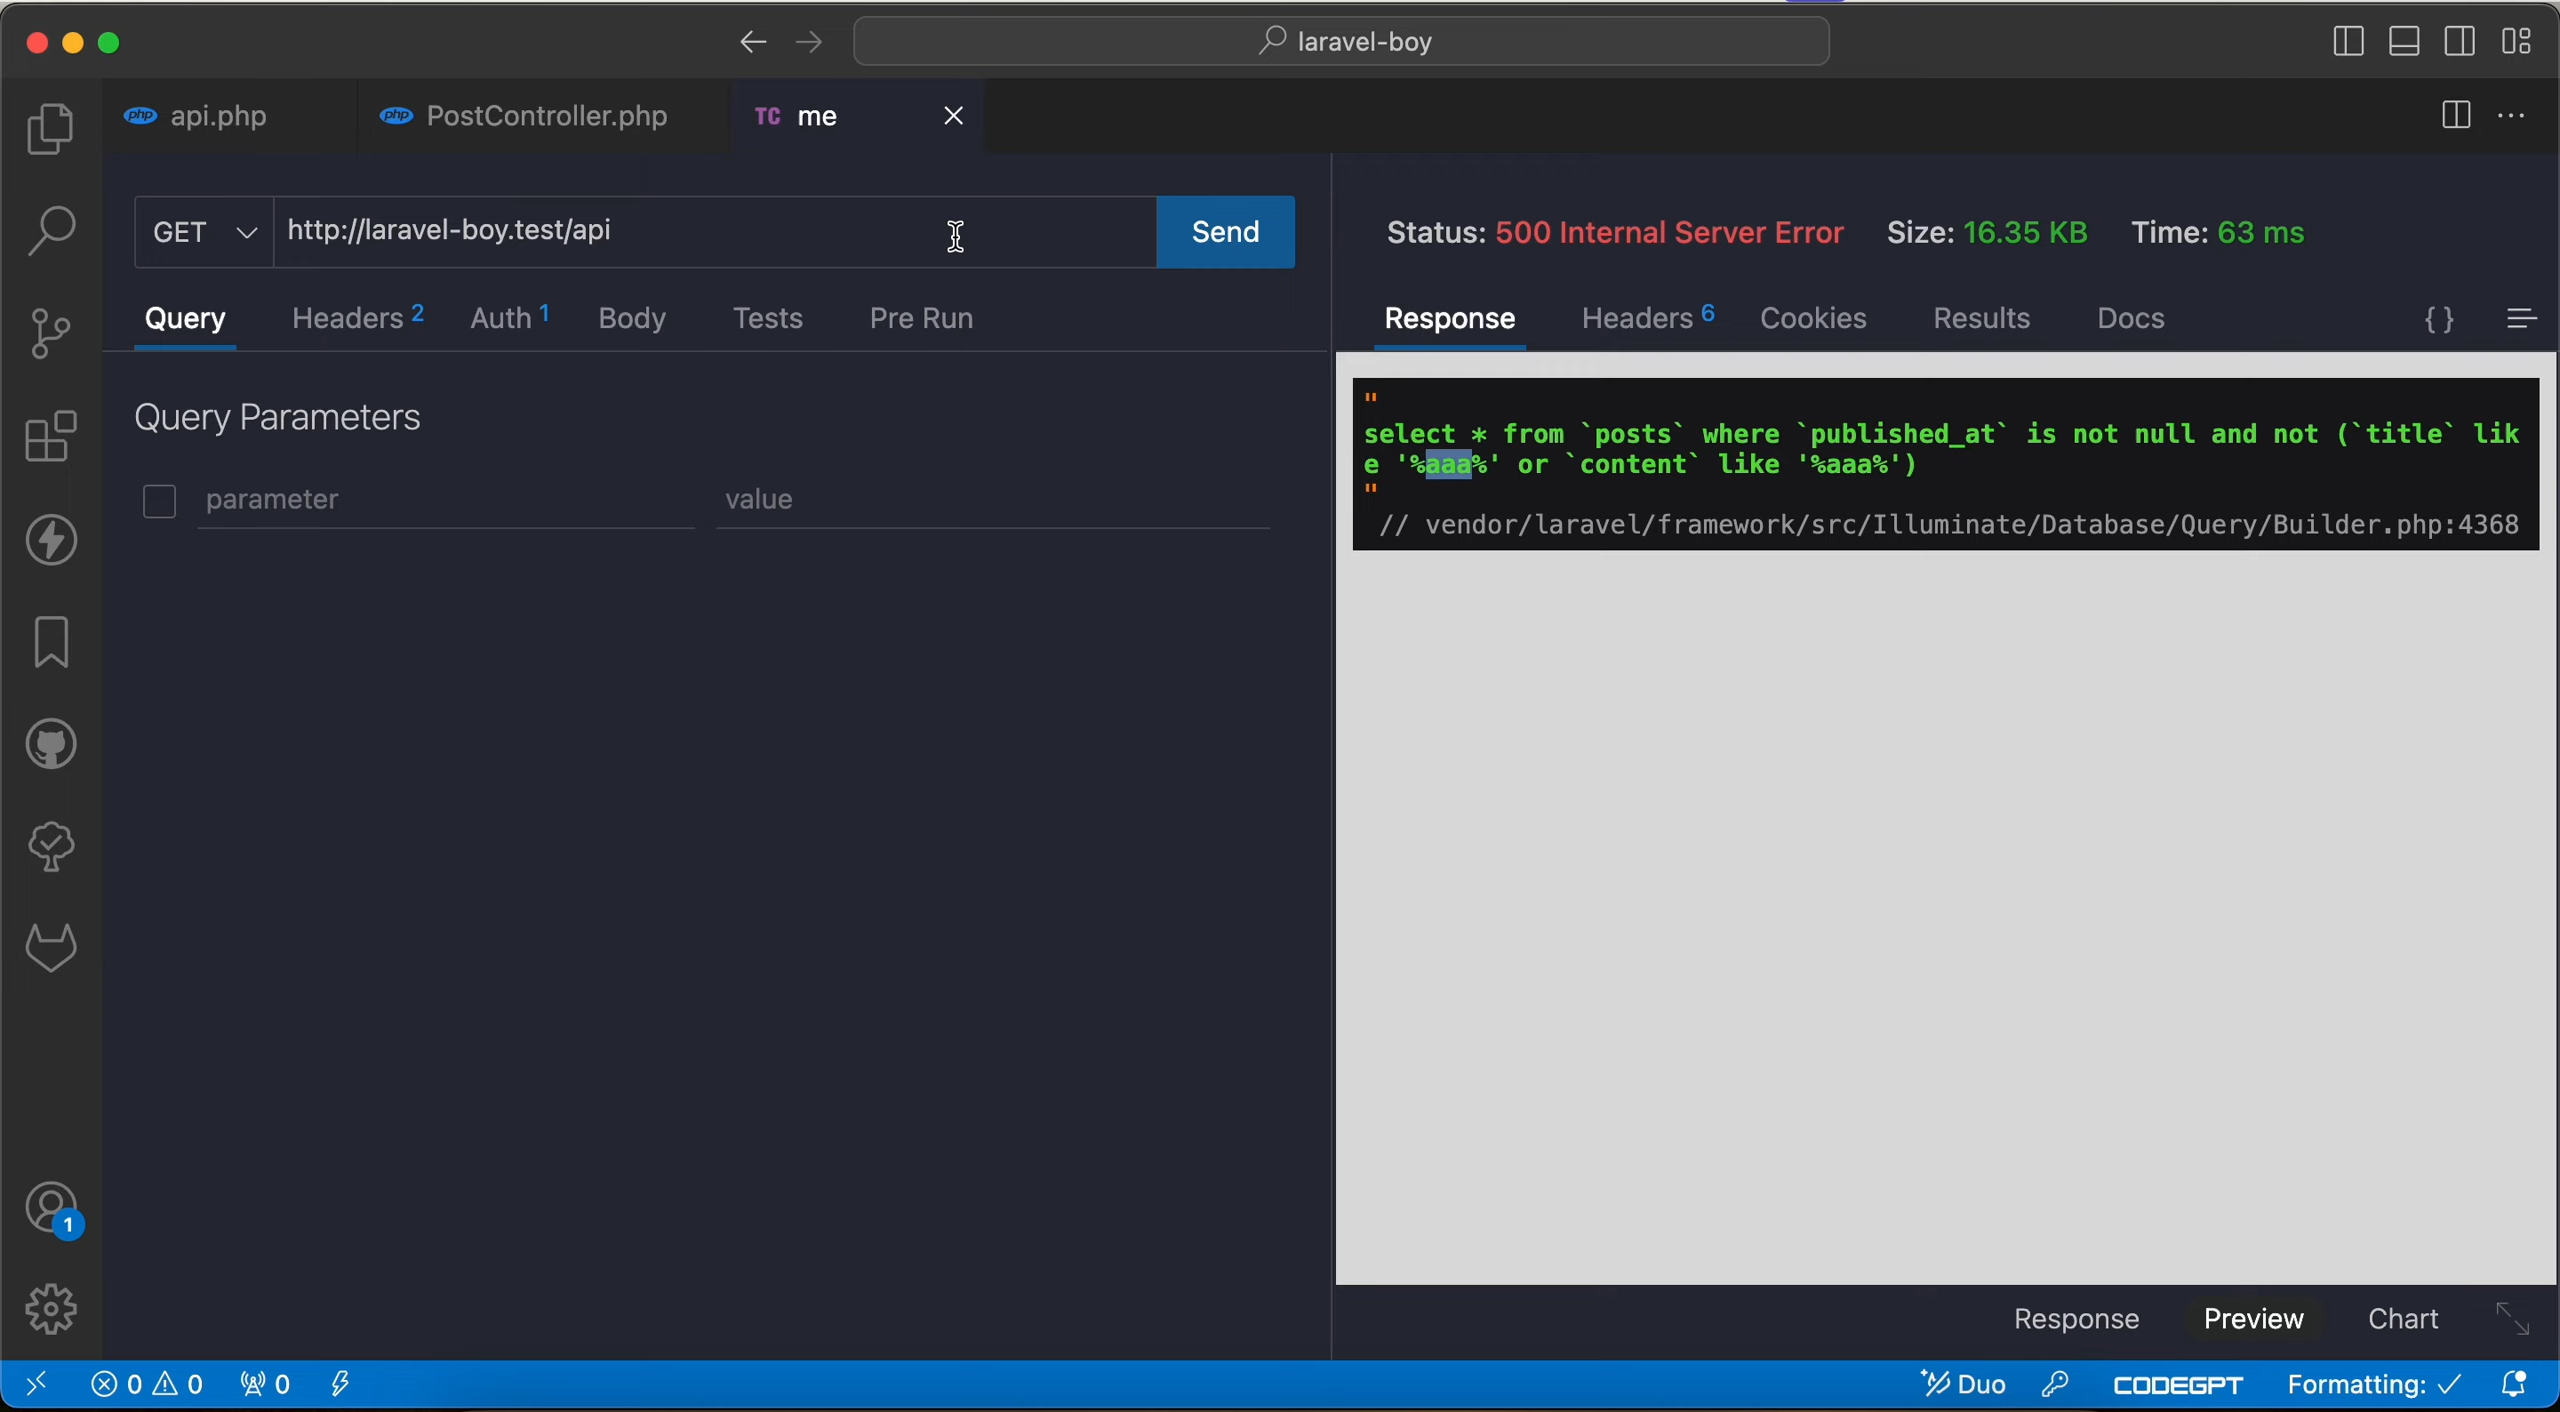 laravel-boy
php api.php
php PostController.php
TC me
GET http://laravel-boy.test/api Send
Status: 500 Internal Server Error Size: 16.35 KB Time: 63 ms
Query Headers 2 Auth 1 Body Tests Pre Run
Response Headers 6 Cookies Results Docs { }
Query Parameters
parameter value
"
select * from `posts` where `published_at` is not null and not (`title` lik
e '%aaa%' or `content` like '%aaa%')
"
// vendor/laravel/framework/src/Illuminate/Database/Query/Builder.php:4368
1
Response Preview Chart
0 0 0 Duo CODEGPT Formatting: ✓